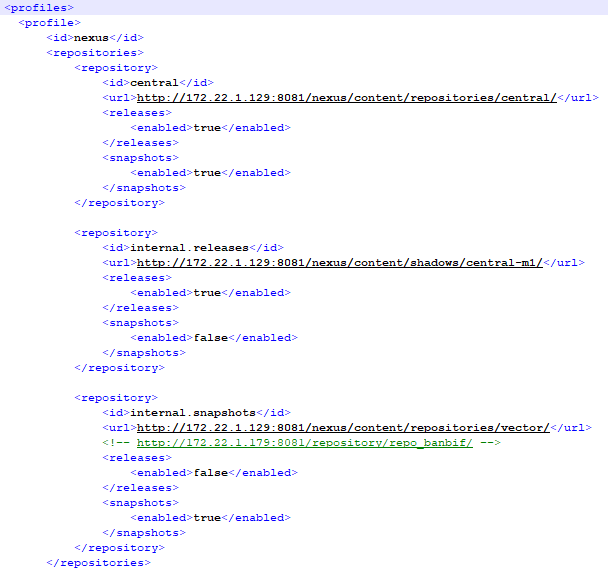 <profiles>
<profile>
<id>nexus</id>
<repositories>
<repository>
<id>central</id>
<url>http://172.22.1.129:8081/nexus/content/repositories/central/</url>
<releases>
<enabled>true</enabled>
</releases>
<snapshots>
<enabled>true</enabled>
</snapshots>
</repository>
<repository>
<id>internal.releases</id>
<url>http://172.22.1.129:8081/nexus/content/shadows/central-m1/</url>
<releases>
<enabled>true</enabled>
</releases>
<snapshots>
<enabled>false</enabled>
</snapshots>
</repository>
<repository>
<id>internal.snapshots</id>
<url>http://172.22.1.129:8081/nexus/content/repositories/vector/</url>
<!-- http://172.22.1.179:8081/repository/repo_banbif/ -->
<releases>
<enabled>false</enabled>
</releases>
<snapshots>
<enabled>true</enabled>
</snapshots>
</repository>
</repositories>